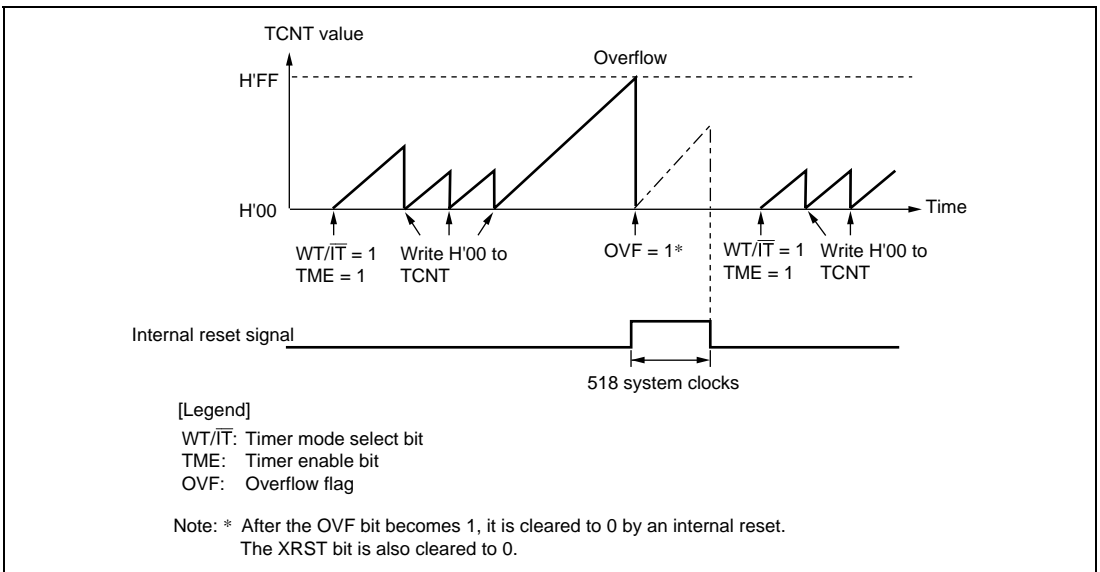 TCNT value
Overflow
H'FF
H'00
Time
WT/IT = 1
TME = 1
Write H'00 to
TCNT
OVF = 1*
WT/IT = 1
TME = 1
Write H'00 to
TCNT
Internal reset signal
518 system clocks
[Legend]
WT/IT: Timer mode select bit
TME: Timer enable bit
OVF: Overflow flag
Note: * After the OVF bit becomes 1, it is cleared to 0 by an internal reset.
The XRST bit is also cleared to 0.